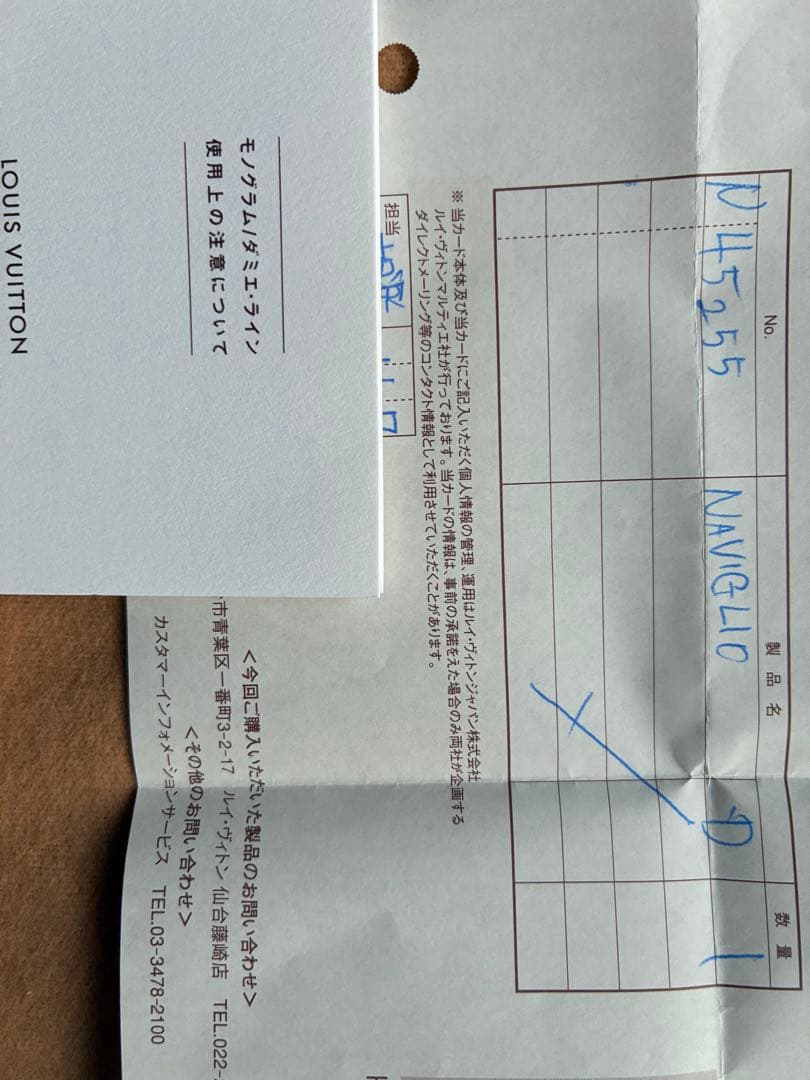 No. 製品名 数量
N 45255 NAVIGLIO D 1
※ 当カード本体及び当カードにご記入いただく個人情報の管理、運用はルイ・ヴィトンジャパン株式会社
ルイ・ヴィトンマルティエ社が行っております。当カードの情報は、事前の承諾をえた場合のみ両社が企画する
ダイレクトメーリング等のコンタクト情報として利用させていただくことがあります。
担当
<今回ご購入いただいた製品のお問い合わせ>
市青葉区一番町3-2-17 ルイ・ヴィトン 仙台藤崎店 TEL.022-
<その他のお問い合わせ>
カスタマーインフォメーションサービス TEL.03-3478-2100
モノグラム/ダミエ・ライン
使用上の注意について
LOUIS VUITTON